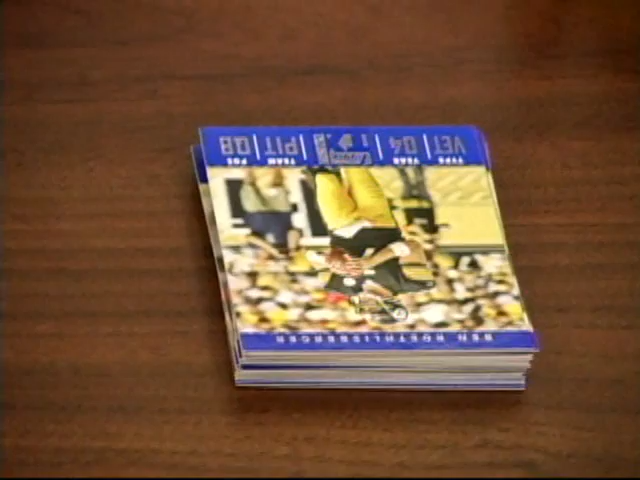 BEN ROETHLISBERGER
TYPE YEAR TEAM POS
VET 04 PIT QB